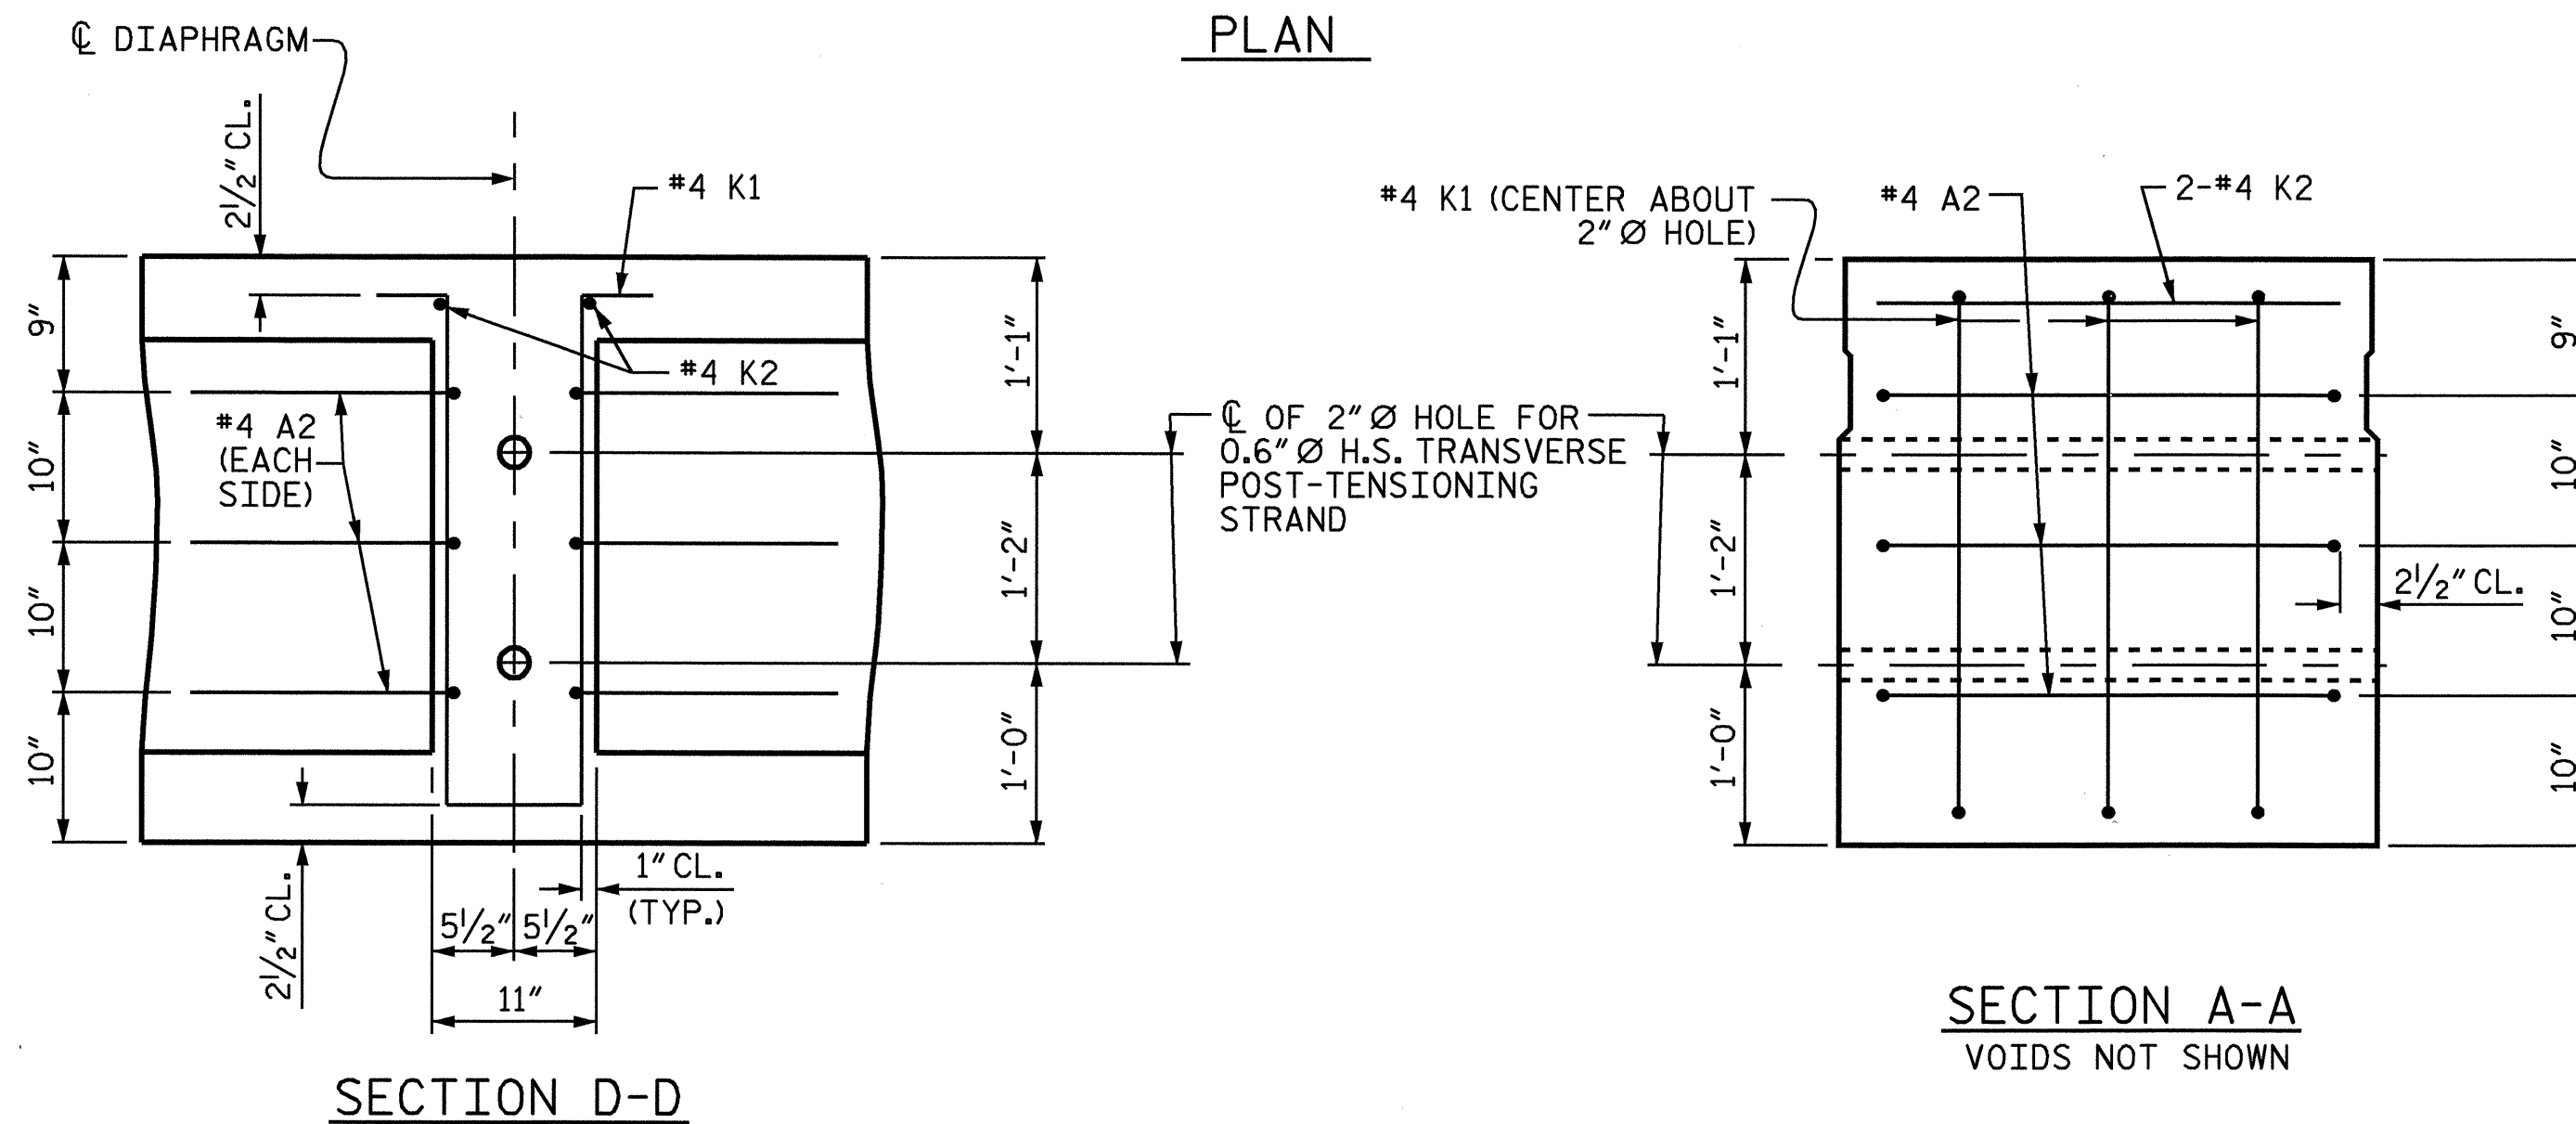 PLAN
℄ DIAPHRAGM
2½" CL.
#4 K1
#4 K2
9"
10"
10"
10"
#4 A2
(EACH
SIDE)
1'-1"
1'-2"
1'-0"
2½" CL.
1" CL.
(TYP.)
5½"
5½"
11"
SECTION D-D
℄ OF 2" Ø HOLE FOR
0.6" Ø H.S. TRANSVERSE
POST-TENSIONING
STRAND
#4 K1 (CENTER ABOUT
2" Ø HOLE)
#4 A2
2-#4 K2
1'-1"
1'-2"
1'-0"
9"
10"
10"
10"
2½" CL.
SECTION A-A
VOIDS NOT SHOWN